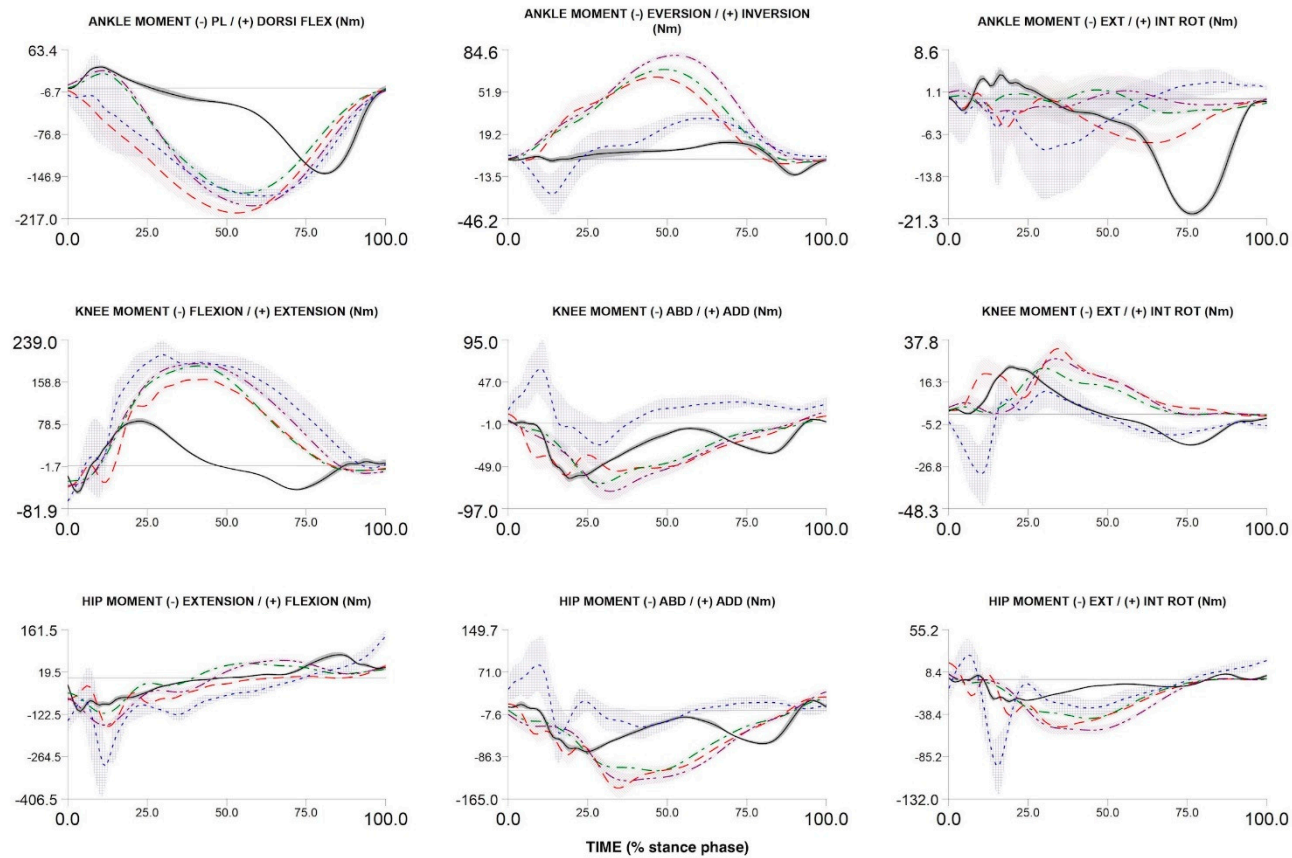 ANKLE MOMENT (-) PL / (+) DORSI FLEX (Nm)
63.4
-6.7
-76.8
-146.9
-217.0
0.0 25.0 50.0 75.0 100.0
ANKLE MOMENT (-) EVERSION / (+) INVERSION
(Nm)
84.6
51.9
19.2
-13.5
-46.2
0.0 25.0 50.0 75.0 100.0
ANKLE MOMENT (-) EXT / (+) INT ROT (Nm)
8.6
1.1
-6.3
-13.8
-21.3
0.0 25.0 50.0 75.0 100.0
KNEE MOMENT (-) FLEXION / (+) EXTENSION (Nm)
239.0
158.8
78.5
-1.7
-81.9
0.0 25.0 50.0 75.0 100.0
KNEE MOMENT (-) ABD / (+) ADD (Nm)
95.0
47.0
-1.0
-49.0
-97.0
0.0 25.0 50.0 75.0 100.0
KNEE MOMENT (-) EXT / (+) INT ROT (Nm)
37.8
16.3
-5.2
-26.8
-48.3
0.0 25.0 50.0 75.0 100.0
HIP MOMENT (-) EXTENSION / (+) FLEXION (Nm)
161.5
19.5
-122.5
-264.5
-406.5
0.0 25.0 50.0 75.0 100.0
HIP MOMENT (-) ABD / (+) ADD (Nm)
149.7
71.0
-7.6
-86.3
-165.0
0.0 25.0 50.0 75.0 100.0
HIP MOMENT (-) EXT / (+) INT ROT (Nm)
55.2
8.4
-38.4
-85.2
-132.0
0.0 25.0 50.0 75.0 100.0
TIME (% stance phase)